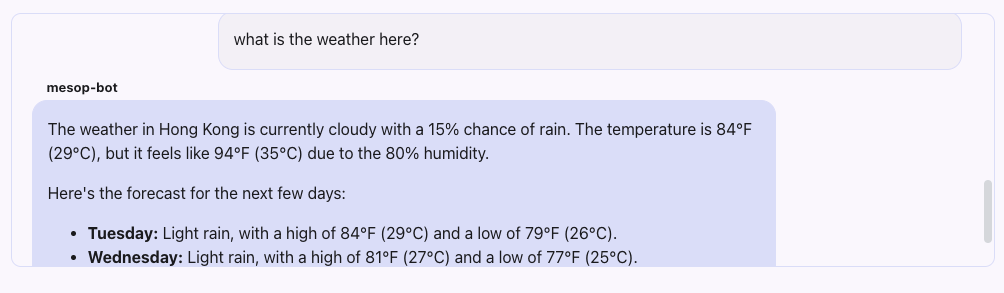 what is the weather here?
mesop-bot
The weather in Hong Kong is currently cloudy with a 15% chance of rain. The temperature is 84°F
(29°C), but it feels like 94°F (35°C) due to the 80% humidity.
Here's the forecast for the next few days:
• Tuesday: Light rain, with a high of 84°F (29°C) and a low of 79°F (26°C).
• Wednesday: Light rain, with a high of 81°F (27°C) and a low of 77°F (25°C).